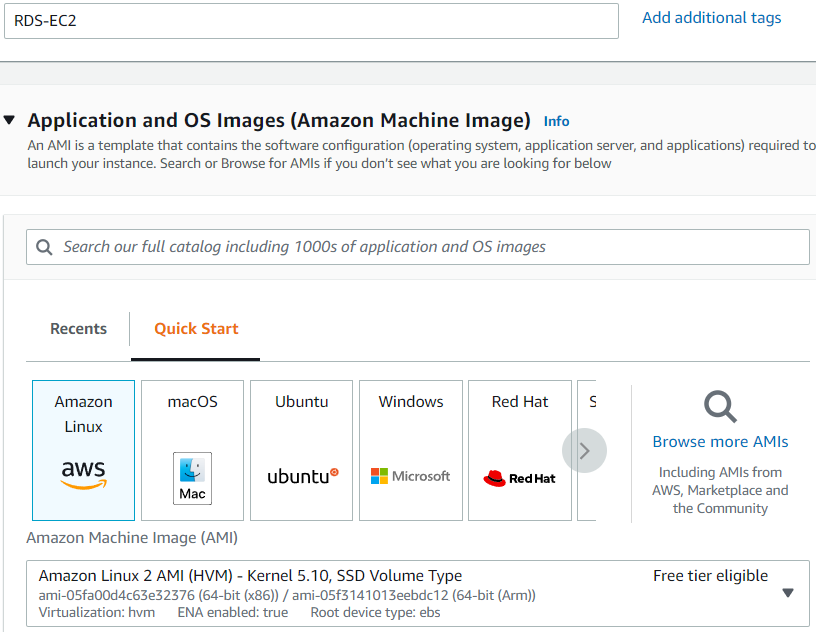 RDS-EC2
Add additional tags
Application and OS Images (Amazon Machine Image) Info
An AMI is a template that contains the software configuration (operating system, application server, and applications) required to
launch your instance. Search or Browse for AMIs if you don’t see what you are looking for below
Search our full catalog including 1000s of application and OS images
Recents
Quick Start
Amazon
Linux
aws
macOS
Mac
Ubuntu
ubuntu
Windows
Microsoft
Red Hat
Red Hat
S
Browse more AMIs
Including AMIs from
AWS, Marketplace and
the Community
Amazon Machine Image (AMI)
Amazon Linux 2 AMI (HVM) - Kernel 5.10, SSD Volume Type
Free tier eligible
ami-05fa00d4c63e32376 (64-bit (x86)) / ami-05f3141013eebdc12 (64-bit (Arm))
Virtualization: hvm ENA enabled: true Root device type: ebs